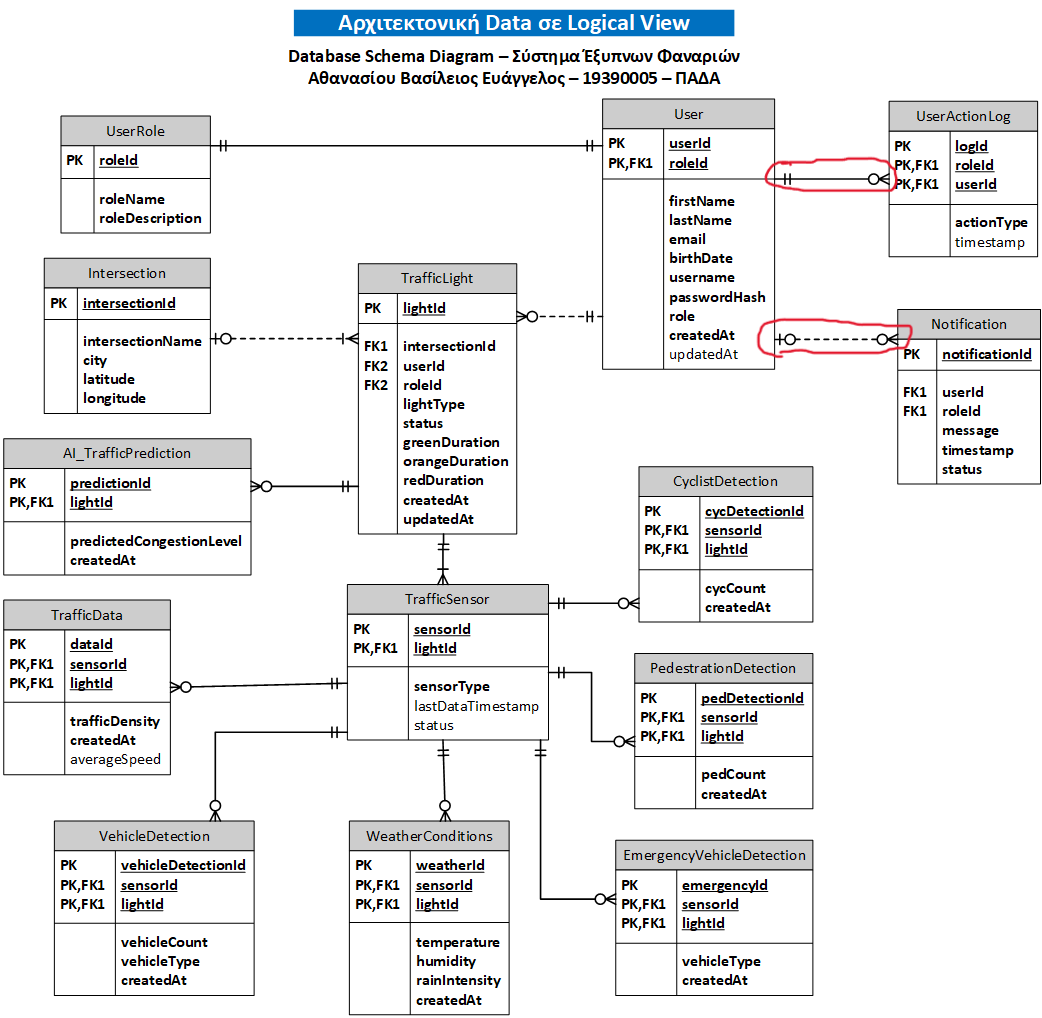 Αρχιτεκτονική Data σε Logical View
Database Schema Diagram – Σύστημα Έξυπνων Φαναριών
Αθανασίου Βασίλειος Ευάγγελος – 19390005 – ΠΑΔΑ
UserRole
PK roleId
roleName
roleDescription
User
PK userId
PK,FK1 roleId
firstName
lastName
email
birthDate
username
passwordHash
role
createdAt
updatedAt
UserActionLog
PK logId
PK,FK1 roleId
PK,FK1 userId
actionType
timestamp
Intersection
PK intersectionId
intersectionName
city
latitude
longitude
TrafficLight
PK lightId
FK1 intersectionId
FK2 userId
FK2 roleId
lightType
status
greenDuration
orangeDuration
redDuration
createdAt
updatedAt
Notification
PK notificationId
FK1 userId
FK1 roleId
message
timestamp
status
AI_TrafficPrediction
PK predictionId
PK,FK1 lightId
predictedCongestionLevel
createdAt
CyclistDetection
PK cycDetectionId
PK,FK1 sensorId
PK,FK1 lightId
cycCount
createdAt
TrafficData
PK dataId
PK,FK1 sensorId
PK,FK1 lightId
trafficDensity
createdAt
averageSpeed
TrafficSensor
PK sensorId
PK,FK1 lightId
sensorType
lastDataTimestamp
status
PedestrationDetection
PK pedDetectionId
PK,FK1 sensorId
PK,FK1 lightId
pedCount
createdAt
VehicleDetection
PK vehicleDetectionId
PK,FK1 sensorId
PK,FK1 lightId
vehicleCount
vehicleType
createdAt
WeatherConditions
PK weatherId
PK,FK1 sensorId
PK,FK1 lightId
temperature
humidity
rainIntensity
createdAt
EmergencyVehicleDetection
PK emergencyId
PK,FK1 sensorId
PK,FK1 lightId
vehicleType
createdAt